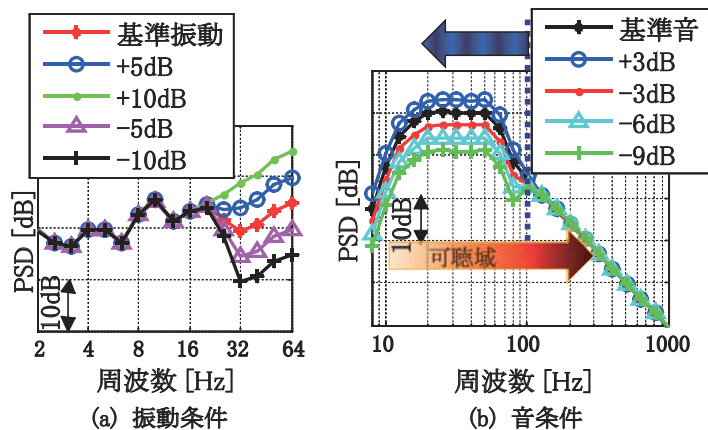 基準振動
+5dB
+10dB
−5dB
−10dB
PSD [dB]
10dB
2 4 8 16 32 64
周波数 [Hz]
(a) 振動条件
基準音
+3dB
−3dB
−6dB
−9dB
PSD [dB]
10dB
可聴域
10 100 1000
周波数 [Hz]
(b) 音条件